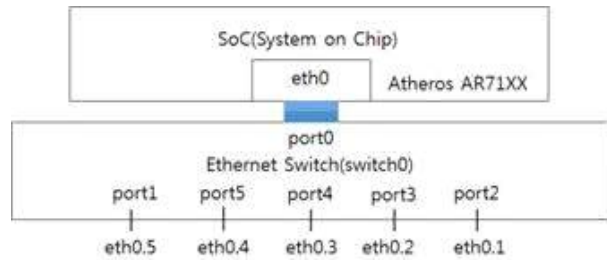 SoC(System on Chip)
eth0
Atheros AR71XX
port0
Ethernet Switch(switch0)
port1 port5 port4 port3 port2
eth0.5 eth0.4 eth0.3 eth0.2 eth0.1